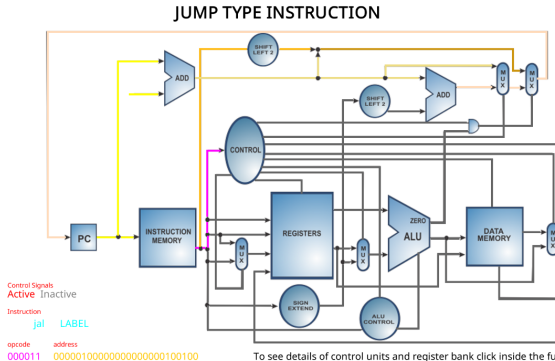 JUMP TYPE INSTRUCTION
SHIFT
LEFT 2
ADD
M
U
X
M
U
X
SHIFT
LEFT 2
ADD
CONTROL
PC
INSTRUCTION
MEMORY
M
U
X
REGISTERS
M
U
X
ZERO
ALU
DATA
MEMORY
M
U
X
SIGN
EXTEND
ALU
CONTROL
Control Signals
Active Inactive
Instruction
jal LABEL
opcode address
000011
To see details of control units and register bank click inside the fu